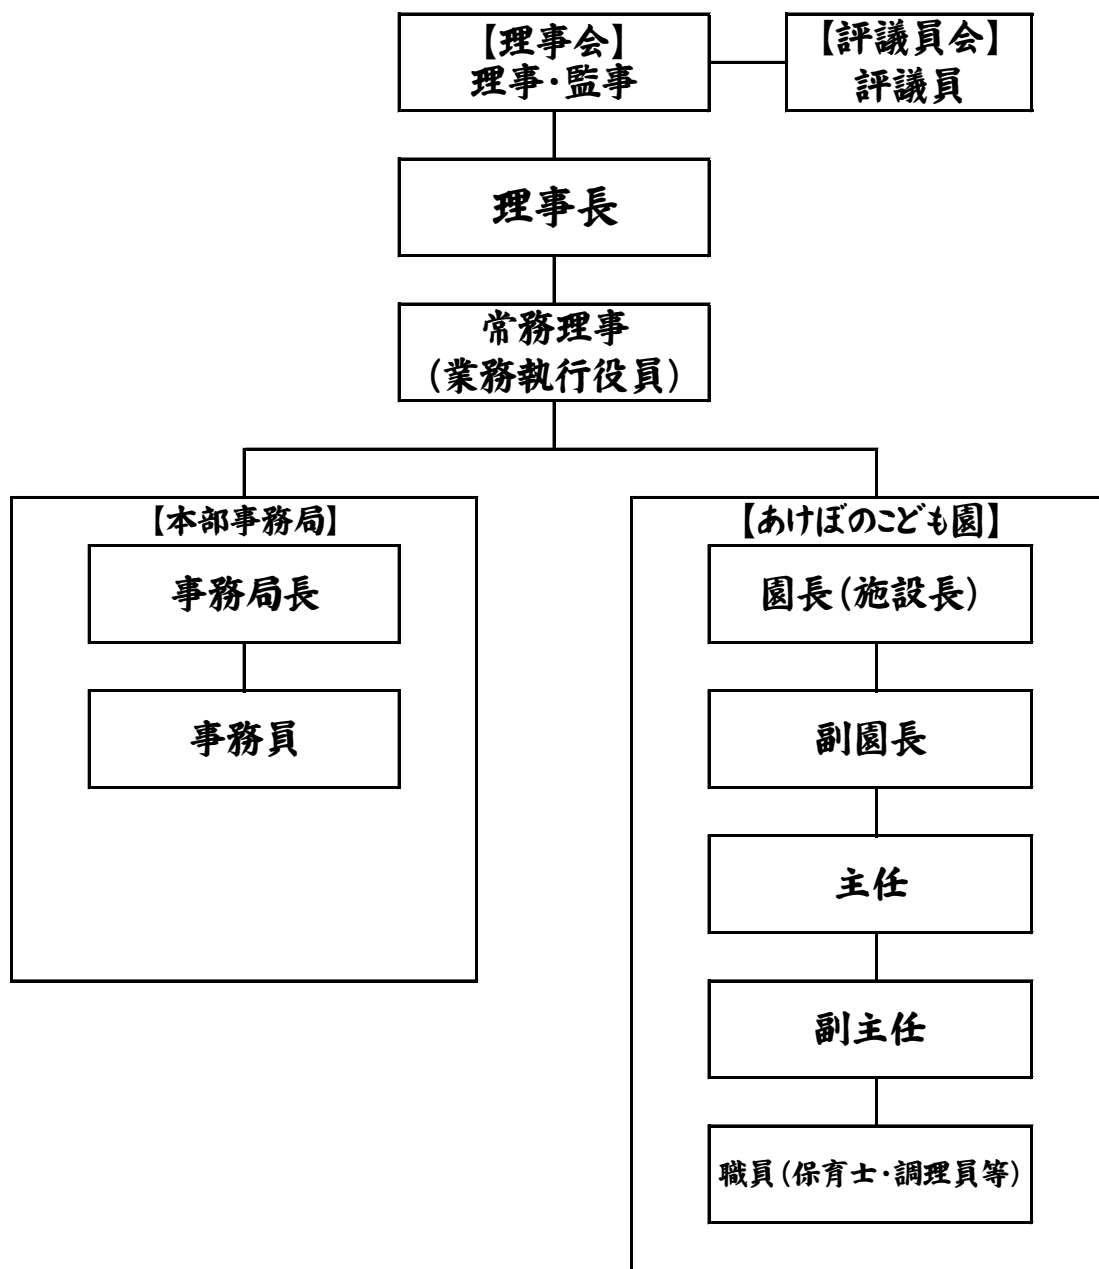 【理事会】
理事・監事
【評議員会】
評議員
理事長
常務理事
（業務執行役員）
【本部事務局】
事務局長
事務員
【あけぼのこども園】
園長（施設長）
副園長
主任
副主任
職員（保育士・調理員等）